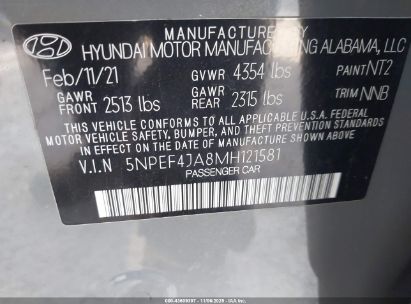 MANUFACTURED BY
HYUNDAI MOTOR MANUFACTURING ALABAMA, LLC
Feb/11/21 GVWR 4354 lbs PAINT NT2
GAWR FRONT 2513 lbs GAWR REAR 2315 lbs TRIM NNB
THIS VEHICLE CONFORMS TO ALL APPLICABLE U.S.A. FEDERAL
MOTOR VEHICLE SAFETY, BUMPER, AND THEFT PREVENTION STANDARDS
IN EFFECT ON THE DATE OF MANUFACTURE SHOWN ABOVE.
V.I.N 5NPEF4JA8MH121581
PASSENGER CAR